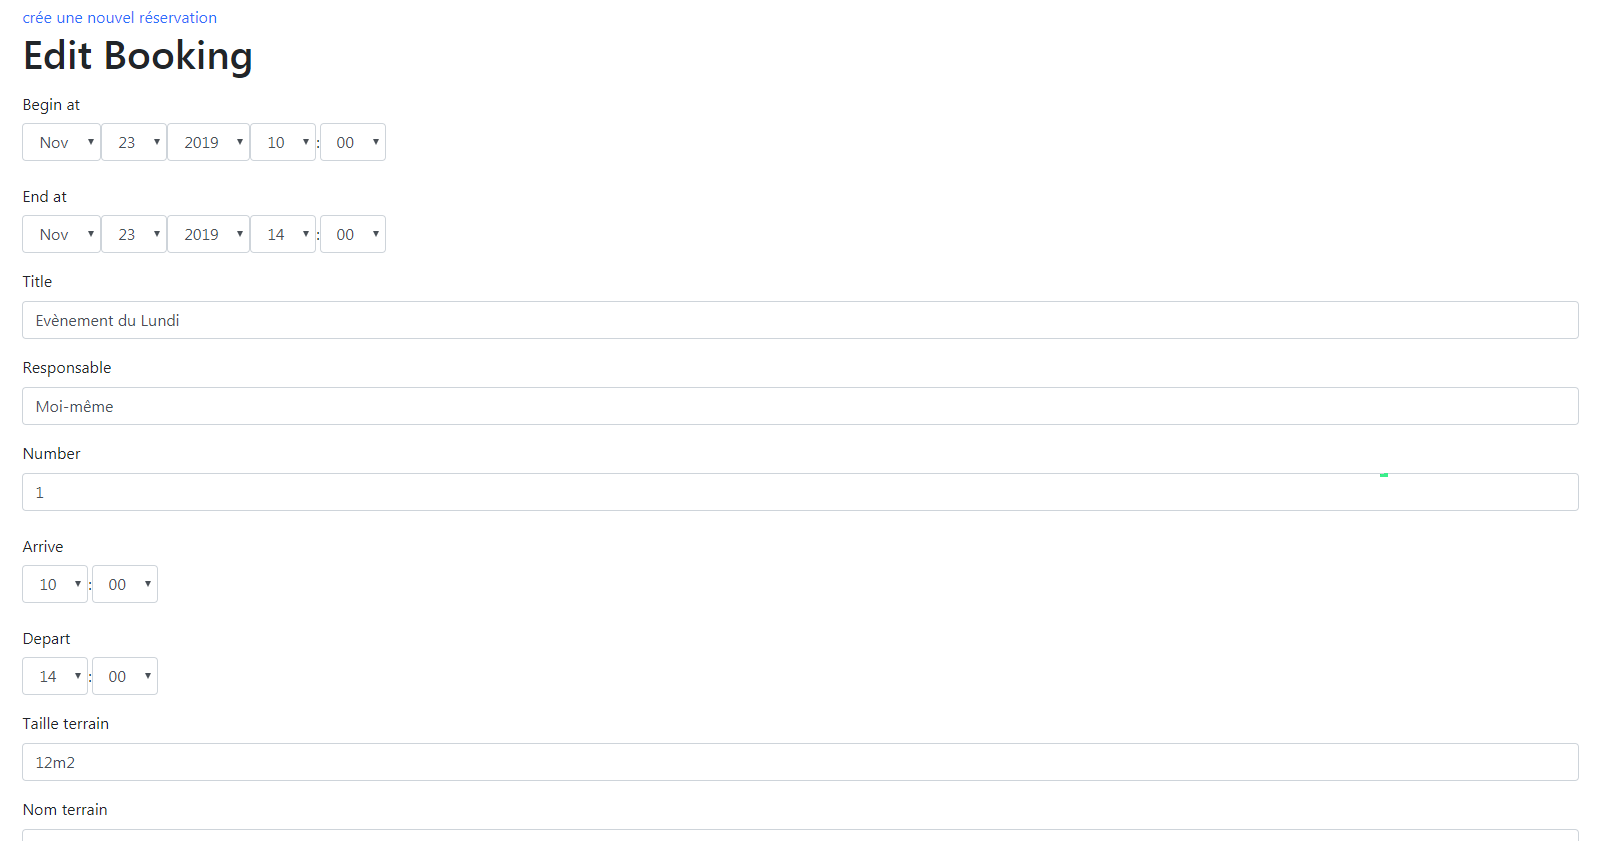 crée une nouvel réservation
Edit Booking
Begin at
Nov 23 2019 10 : 00
End at
Nov 23 2019 14 : 00
Title
Evènement du Lundi
Responsable
Moi-même
Number
1
Arrive
10 : 00
Depart
14 : 00
Taille terrain
12m2
Nom terrain